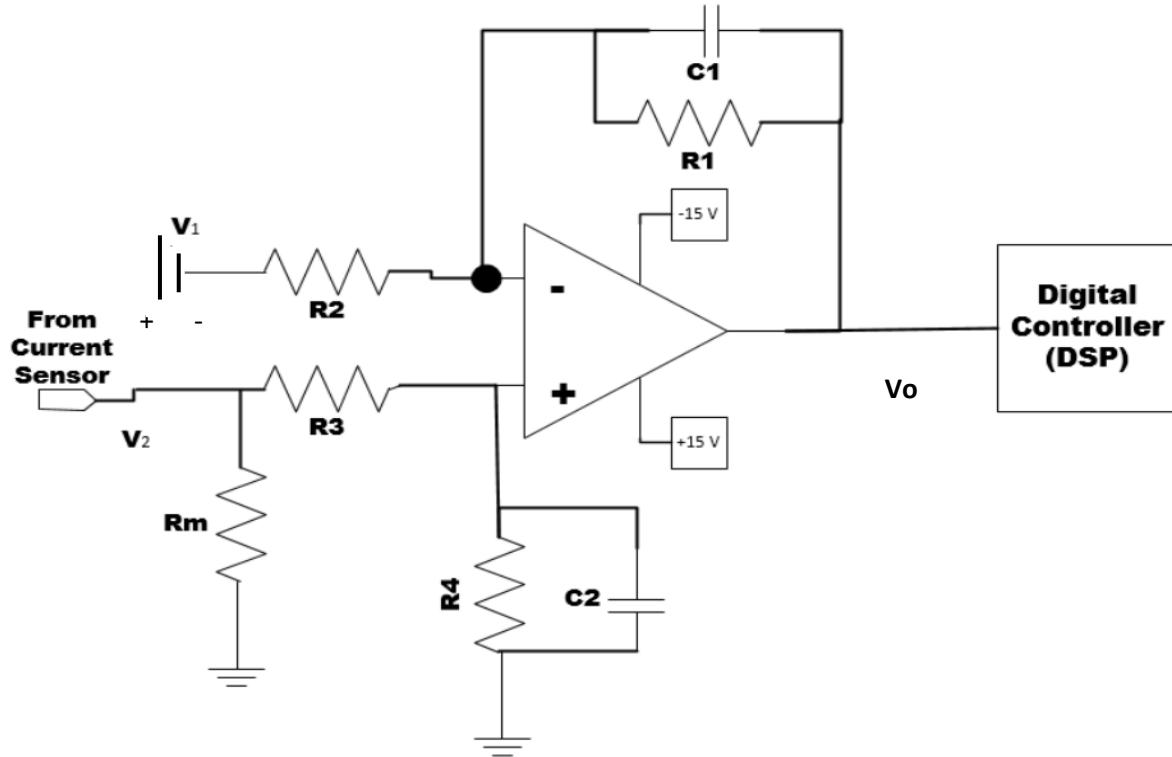 C1
R1
-15 V
V1
R2
-
+ -
From
Current
Sensor
Digital
Controller
(DSP)
R3
+
Vo
V2
+15 V
Rm
R4
C2